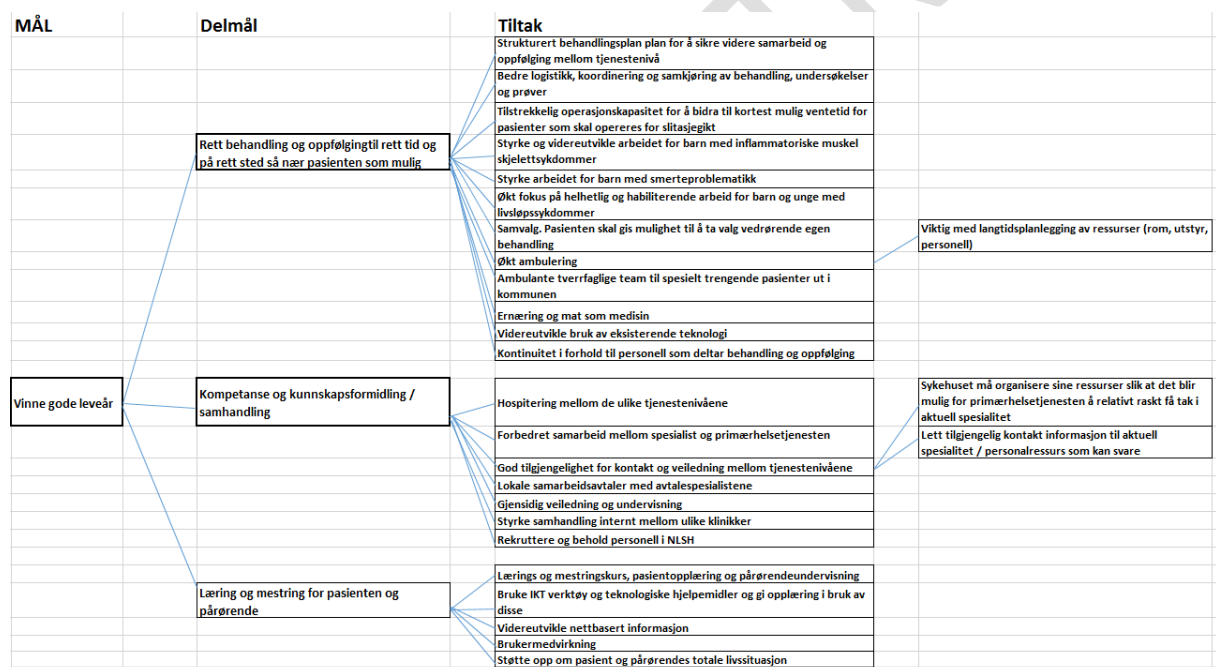 MÅL
Delmål
Tiltak
Strukturert behandlingsplan plan for å sikre videre samarbeid og
oppfølging mellom tjenestenivå
Bedre logistikk, koordinering og samkjøring av behandling, undersøkelser
og prøver
Tilstrekkelig operasjonskapasitet for å bidra til kortest mulig ventetid for
pasienter som skal opereres for slitasjegikt
Rett behandling og oppfølgingtil rett tid og
på rett sted så nær pasienten som mulig
Styrke og videreutvikle arbeidet for barn med inflammatoriske muskel
skjelettsykdommer
Styrke arbeidet for barn med smerteproblematikk
Økt fokus på helhetlig og habiliterende arbeid for barn og unge med
livsløpssykdommer
Samvalg. Pasienten skal gis mulighet til å ta valg vedrørende egen
behandling
Viktig med langtidsplanlegging av ressurser (rom, utstyr,
personell)
Økt ambulering
Ambulante tverrfaglige team til spesielt trengende pasienter ut i
kommunen
Ernæring og mat som medisin
Videreutvikle bruk av eksisterende teknologi
Kontinuitet i forhold til personell som deltar behandling og oppfølging
Vinne gode leveår
Kompetanse og kunnskapsformidling /
samhandling
Hospitering mellom de ulike tjenestenivåene
Sykehuset må organisere sine ressurser slik at det blir
mulig for primærhelsetjenesten å relativt raskt få tak i
aktuell spesialitet
Forbedret samarbeid mellom spesialist og primærhelsetjenesten
Lett tilgjengelig kontakt informasjon til aktuell
spesialitet / personalressurs som kan svare
God tilgjengelighet for kontakt og veiledning mellom tjenestenivåene
Lokale samarbeidsavtaler med avtalespesialistene
Gjensidig veiledning og undervisning
Styrke samhandling internt mellom ulike klinikker
Rekruttere og behold personell i NLSH
Læring og mestring for pasienten og
pårørende
Lærings og mestringskurs, pasientopplæring og pårørendeundervisning
Bruke IKT verktøy og teknologiske hjelpemidler og gi opplæring i bruk av
disse
Videreutvikle nettbasert informasjon
Brukermedvirkning
Støtte opp om pasient og pårørendes totale livssituasjon